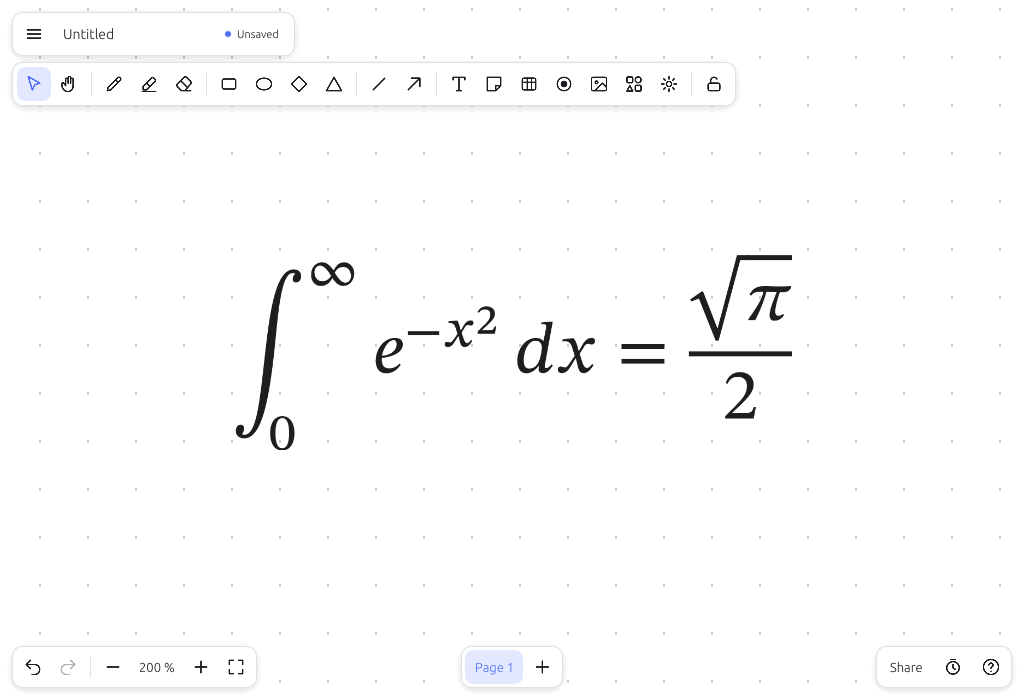 Untitled
Unsaved
∫₀^∞ e^{−x²} dx = √π / 2
200 %
Page 1
Share